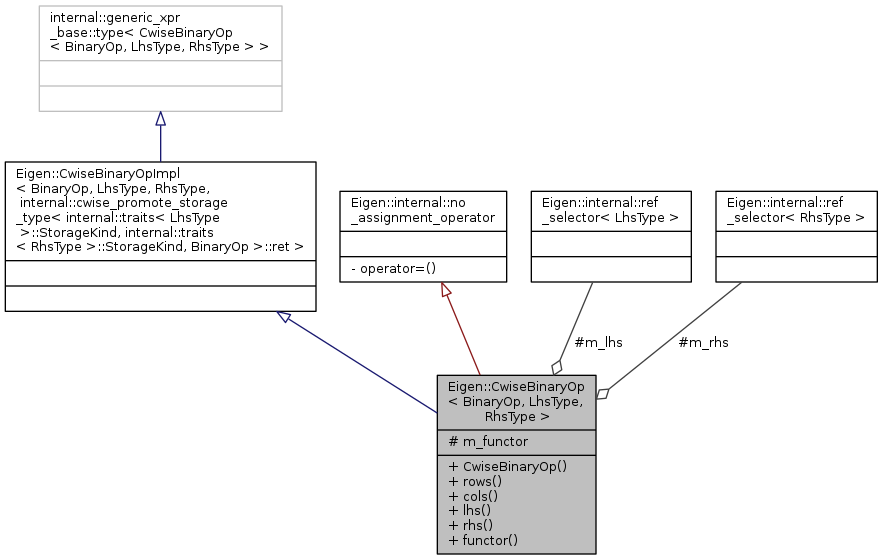 internal::generic_xpr
_base::type< CwiseBinaryOp
< BinaryOp, LhsType, RhsType > >
Eigen::CwiseBinaryOpImpl
< BinaryOp, LhsType, RhsType,
internal::cwise_promote_storage
_type< internal::traits< LhsType
>::StorageKind, internal::traits
< RhsType >::StorageKind, BinaryOp >::ret >
Eigen::internal::no
_assignment_operator
- operator=()
Eigen::internal::ref
_selector< LhsType >
Eigen::internal::ref
_selector< RhsType >
#m_lhs
#m_rhs
Eigen::CwiseBinaryOp
< BinaryOp, LhsType,
RhsType >
# m_functor
+ CwiseBinaryOp()
+ rows()
+ cols()
+ lhs()
+ rhs()
+ functor()